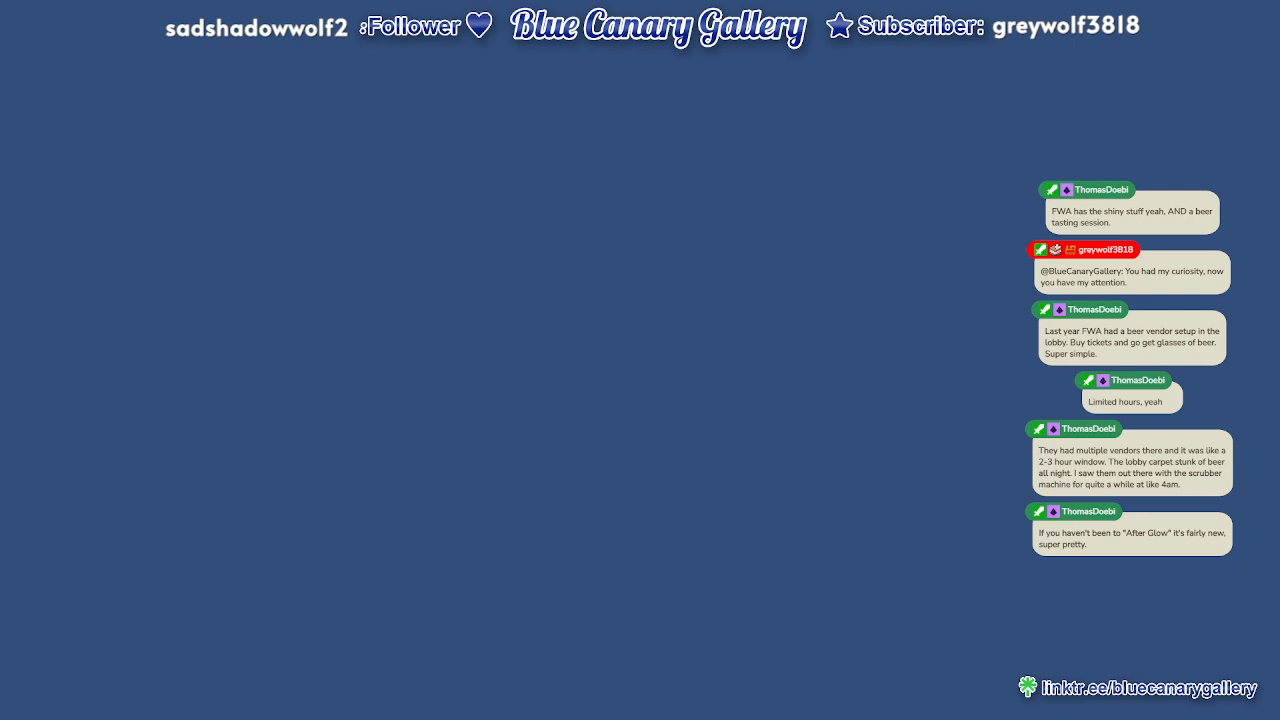 sadshadowwolf2 :Follower Blue Canary Gallery Subscriber: greywolf3818
ThomasDoebi
FWA has the shiny stuff yeah, AND a beer
tasting session.
greywolf3818
@BlueCanaryGallery: You had my curiosity, now
you have my attention.
ThomasDoebi
Last year FWA had a beer vendor setup in the
lobby. Buy tickets and go get glasses of beer.
Super simple.
ThomasDoebi
Limited hours, yeah
ThomasDoebi
They had multiple vendors there and it was like a
2-3 hour window. The lobby carpet stunk of beer
all night. I saw them out there with the scrubber
machine for quite a while at like 4am.
ThomasDoebi
If you haven't been to "After Glow" it's fairly new,
super pretty.
linktr.ee/bluecanarygallery